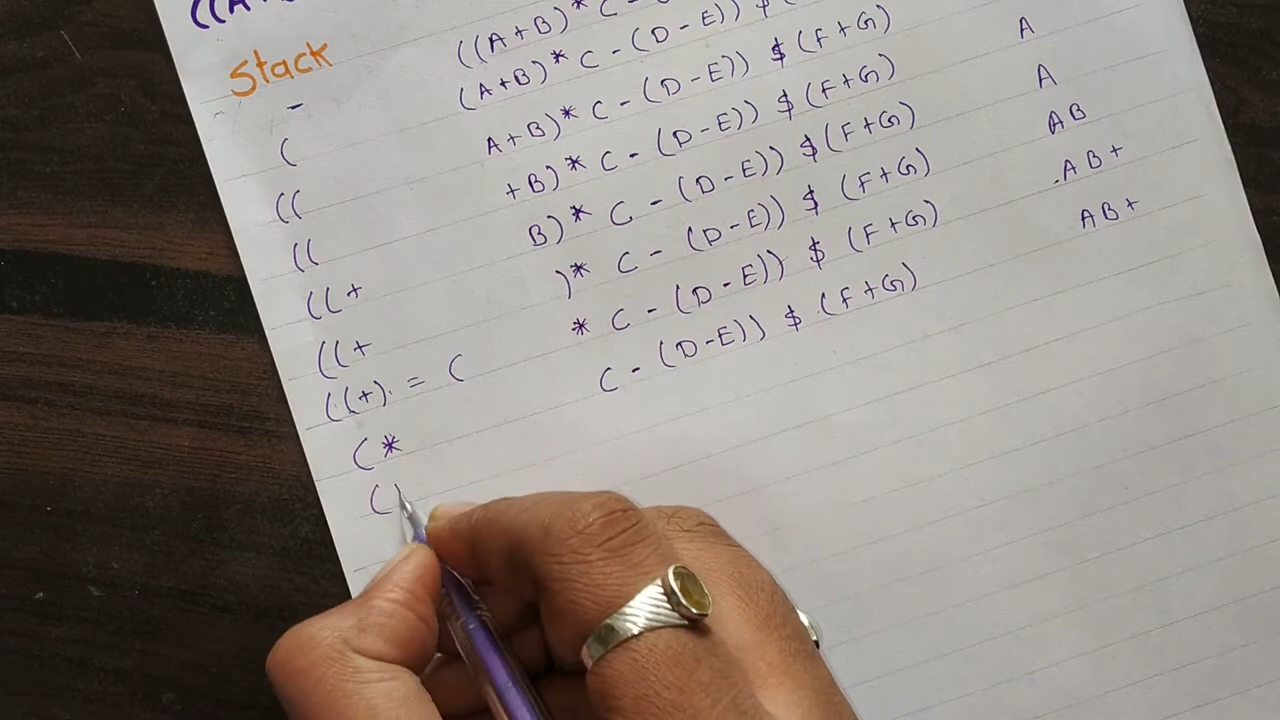 ((A+
Stack ((A+B)*C-
- (A+B)*C-(D-E))$(
( A+B)*C-(D-E))$(F+G)
(( +B)*C-(D-E))$(F+G) A
(( B)*C-(D-E))$(F+G) A
((+ )*C-(D-E))$(F+G) AB
((+ *C-(D-E))$(F+G) AB+
((+) = ( C-(D-E))$(F+G) AB+
(*
(